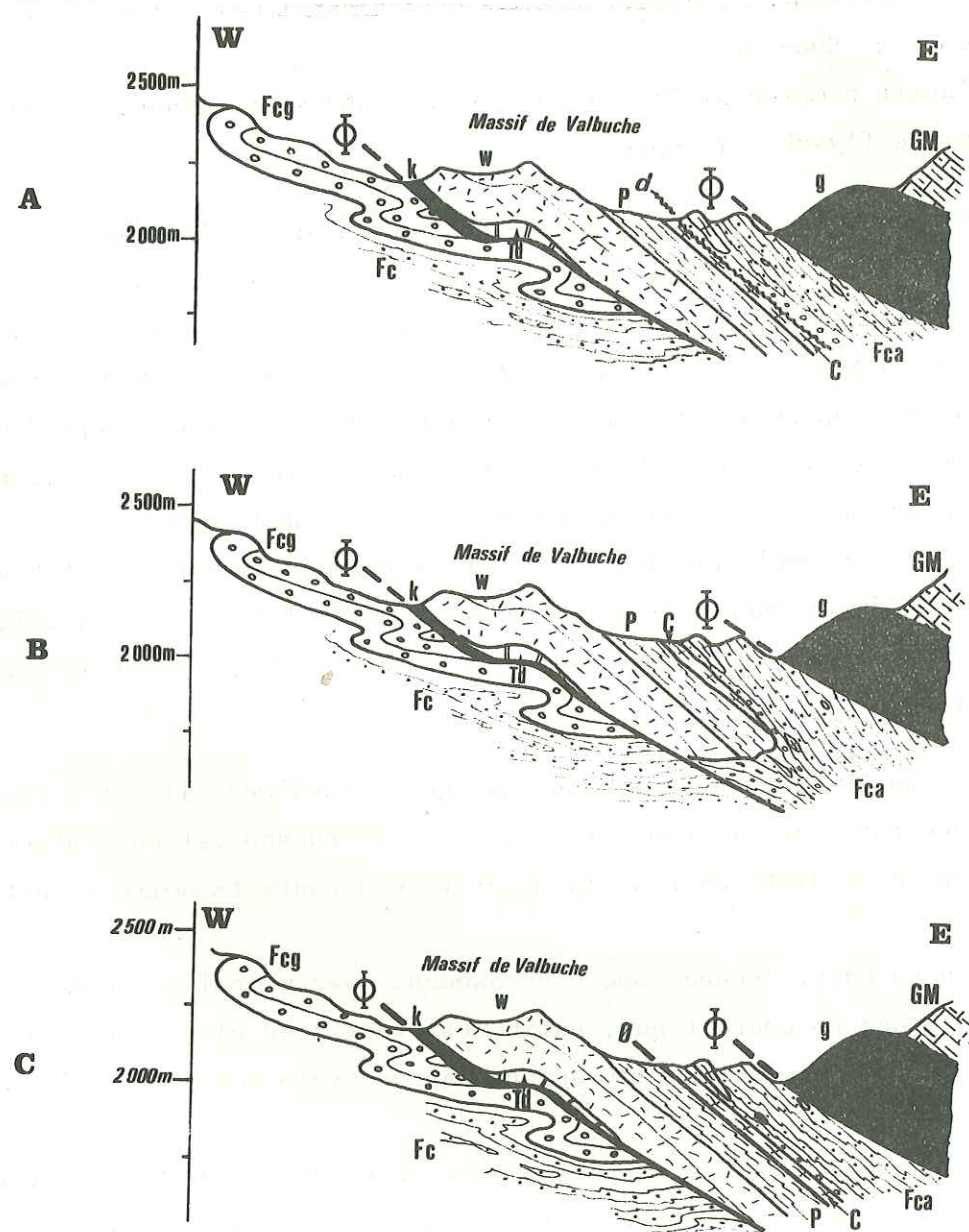 W E
2500m
Fcg Φ Massif de Valbuche GM
k w P d Φ g
A
2000m
Td
Fc
Fca
C
W E
2500m
Fcg Φ Massif de Valbuche GM
k w P C Φ g
2000m
B
Td
Fc
Fca
W E
2500m
Fcg Φ Massif de Valbuche GM
k w Ø Φ g
C
2000m
Td
Fc
Fca
P C